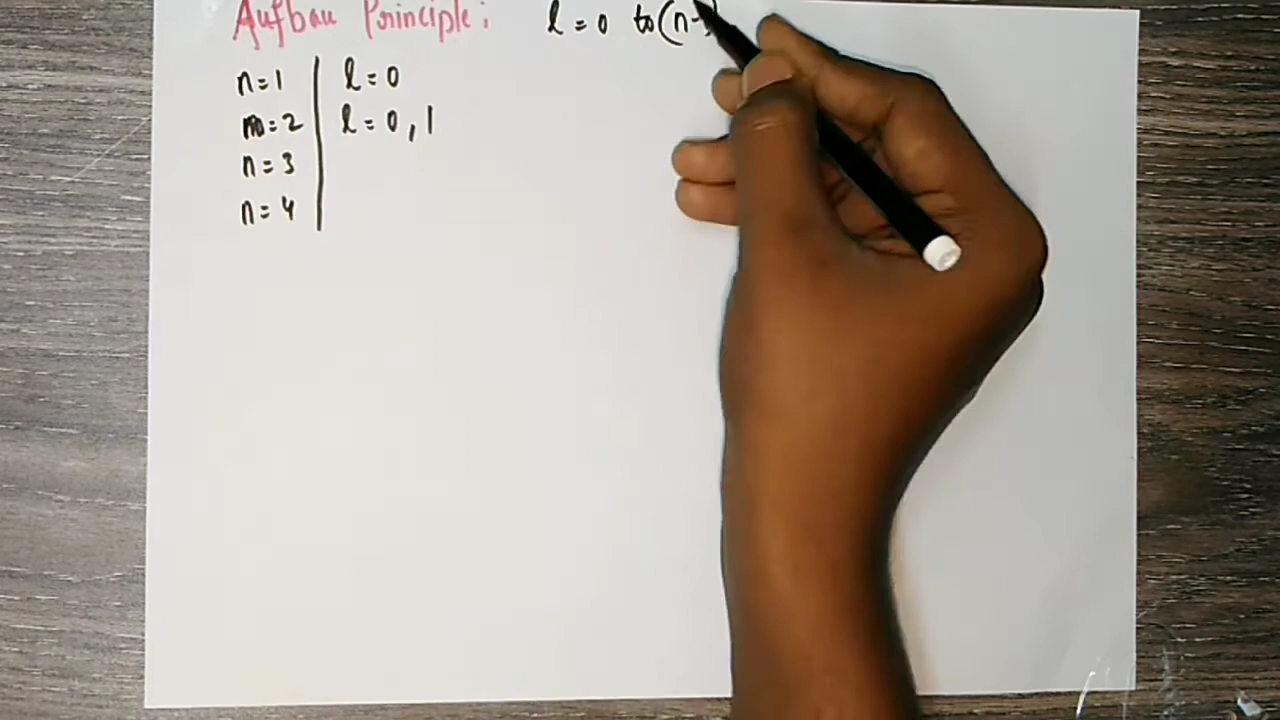 Aufbau Principle: l = 0 to (n-
n=1 | l = 0
n=2 | l = 0, 1
n=3
n=4